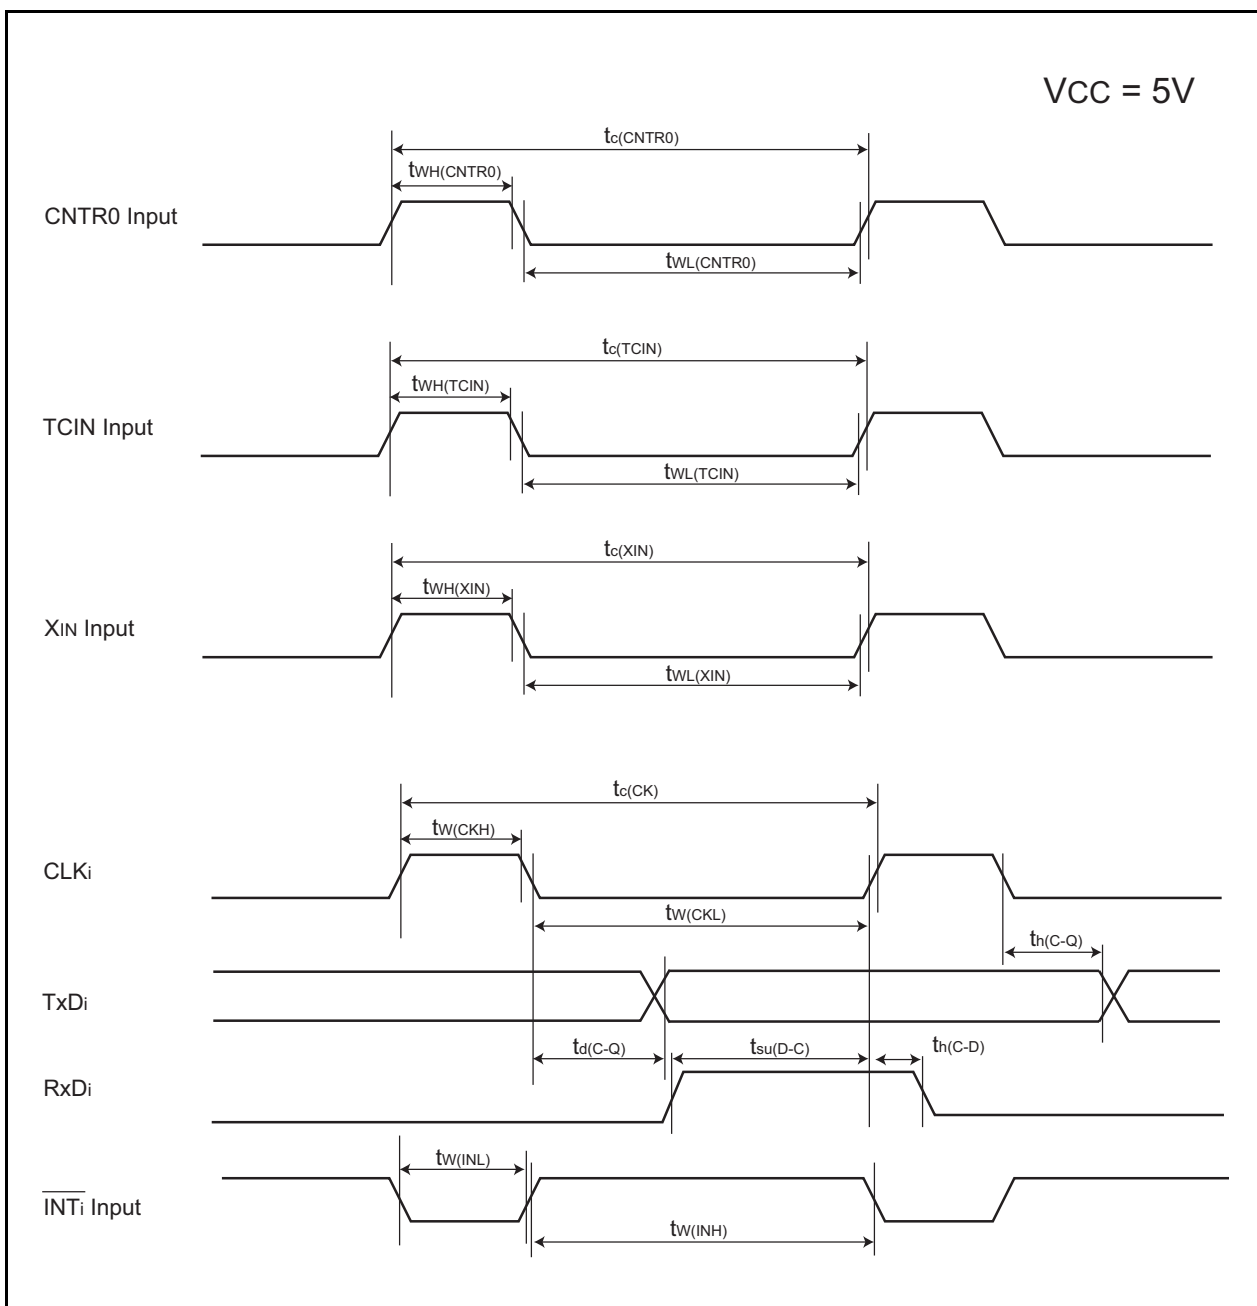 VCC = 5V
tc(CNTR0)
tWH(CNTR0)
CNTR0 Input
tWL(CNTR0)
tc(TCIN)
tWH(TCIN)
TCIN Input
tWL(TCIN)
tc(XIN)
tWH(XIN)
XIN Input
tWL(XIN)
tc(CK)
tW(CKH)
CLKi
tW(CKL)
th(C-Q)
TxDi
td(C-Q)
tsu(D-C)
th(C-D)
RxDi
tW(INL)
INTi Input
tW(INH)